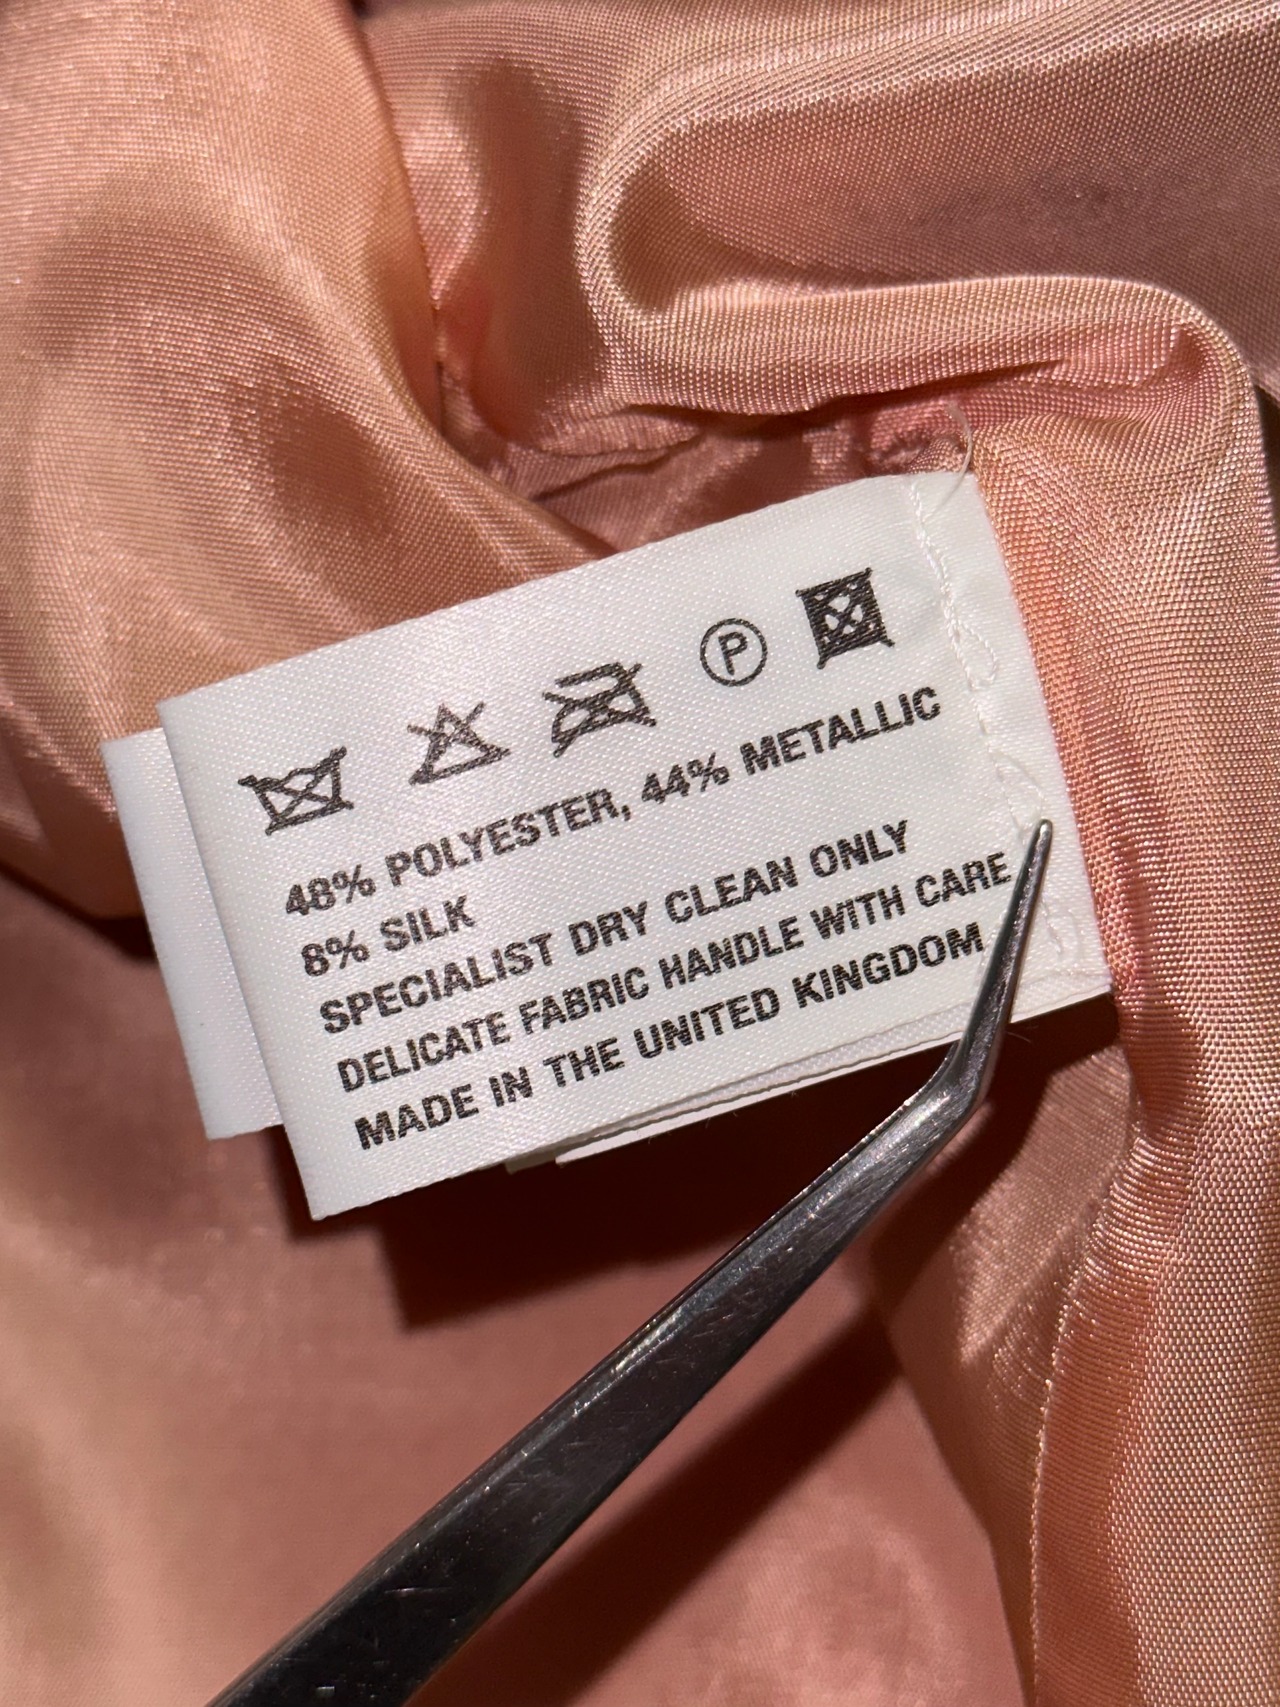 P
48% POLYESTER, 44% METALLIC
8% SILK
SPECIALIST DRY CLEAN ONLY
DELICATE FABRIC HANDLE WITH CARE
MADE IN THE UNITED KINGDOM